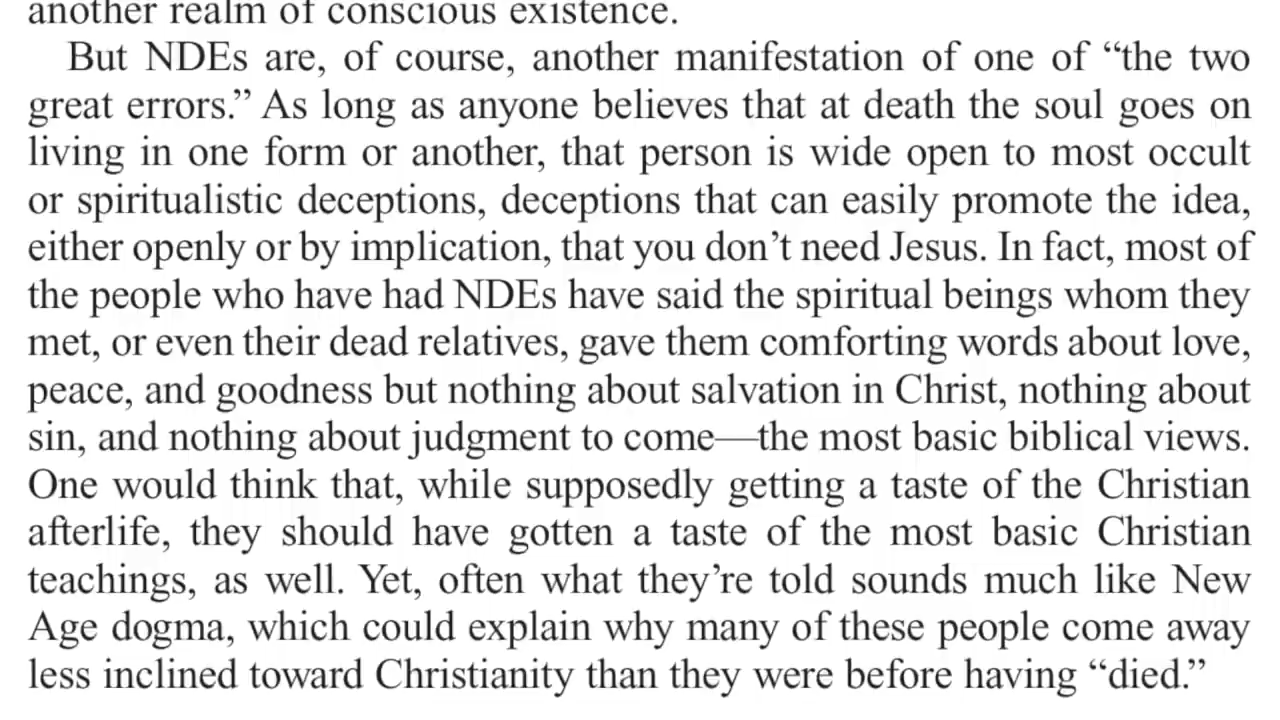 another realm of conscious existence.
But NDEs are, of course, another manifestation of one of “the two
great errors.” As long as anyone believes that at death the soul goes on
living in one form or another, that person is wide open to most occult
or spiritualistic deceptions, deceptions that can easily promote the idea,
either openly or by implication, that you don’t need Jesus. In fact, most of
the people who have had NDEs have said the spiritual beings whom they
met, or even their dead relatives, gave them comforting words about love,
peace, and goodness but nothing about salvation in Christ, nothing about
sin, and nothing about judgment to come—the most basic biblical views.
One would think that, while supposedly getting a taste of the Christian
afterlife, they should have gotten a taste of the most basic Christian
teachings, as well. Yet, often what they’re told sounds much like New
Age dogma, which could explain why many of these people come away
less inclined toward Christianity than they were before having “died.”